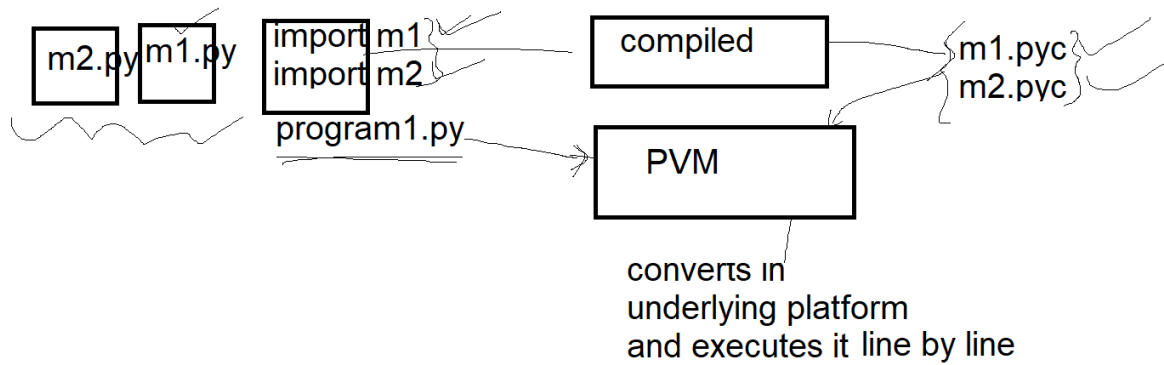 m2.py
m1.py
import m1
import m2
program1.py
compiled
m1.pyc
m2.pyc
PVM
converts in
underlying platform
and executes it line by line